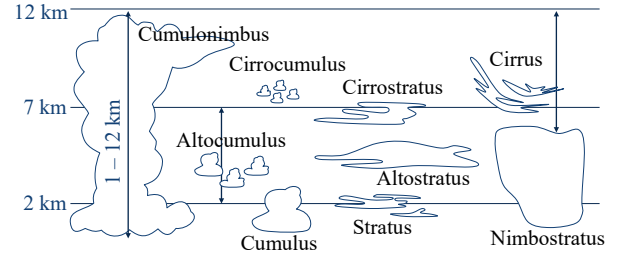 12 km
Cumulonimbus
Cirrocumulus
Cirrus
Cirrostratus
7 km
1 – 12 km
Altocumulus
Altostratus
2 km
Cumulus
Stratus
Nimbostratus